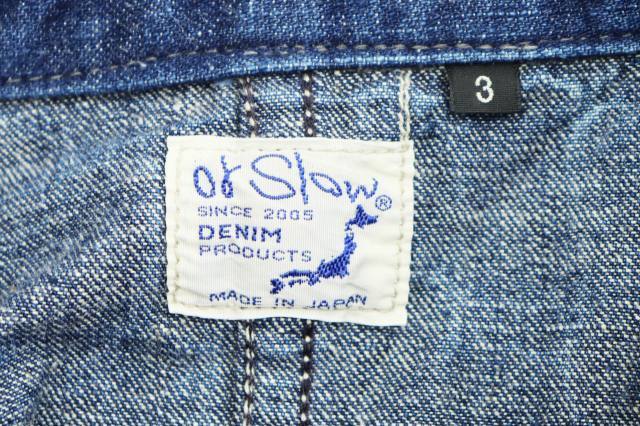 3
or Slow®
SINCE 2005
DENIM
PRODUCTS
MADE IN JAPAN